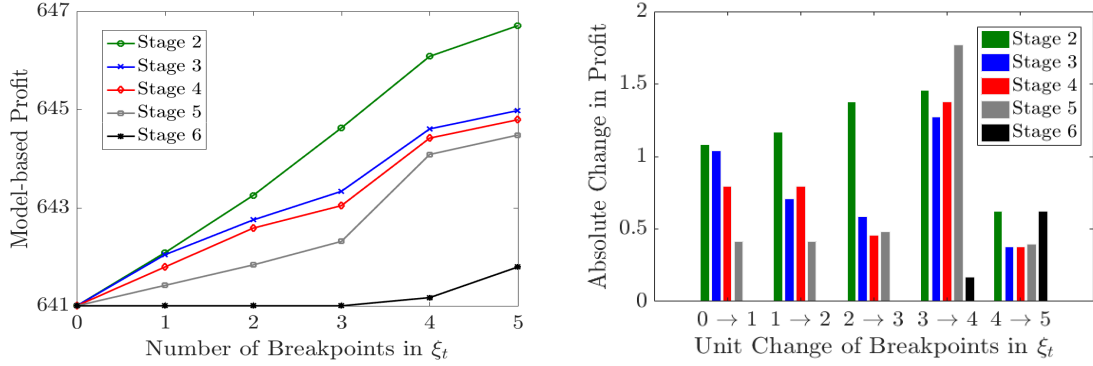 647
645
643
641
Model-based Profit
Stage 2
Stage 3
Stage 4
Stage 5
Stage 6
0 1 2 3 4 5
Number of Breakpoints in ξt
2
1.5
1
0.5
0
Absolute Change in Profit
Stage 2
Stage 3
Stage 4
Stage 5
Stage 6
0 → 1 1 → 2 2 → 3 3 → 4 4 → 5
Unit Change of Breakpoints in ξt